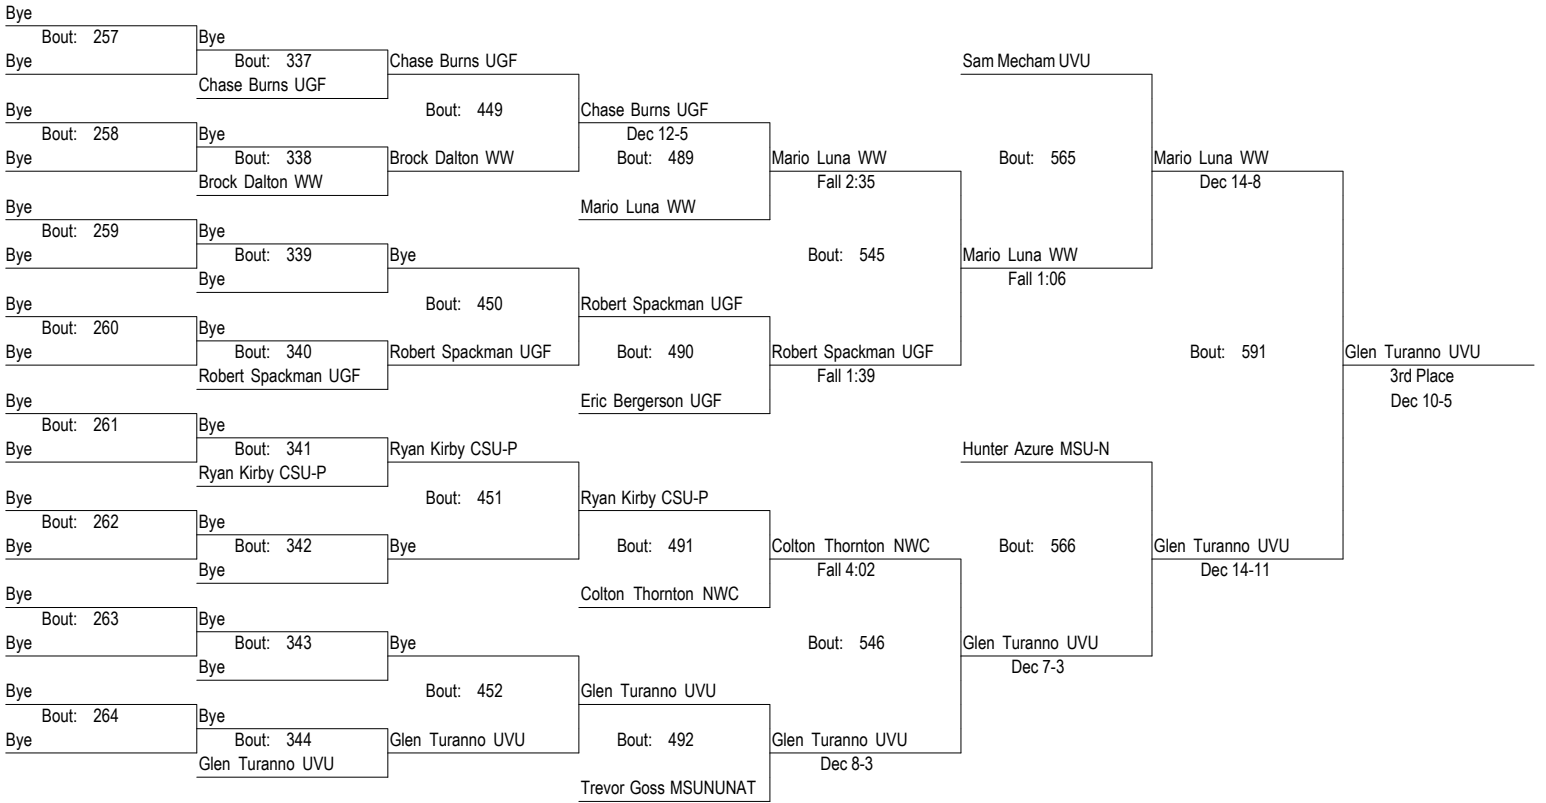 Bye
Bout: 257 Bye
Bye Bout: 337 Chase Burns UGF Sam Mecham UVU
Chase Burns UGF
Bye Bout: 449 Chase Burns UGF
Bout: 258 Bye Dec 12-5
Bye Bout: 338 Brock Dalton WW Bout: 489 Mario Luna WW Bout: 565 Mario Luna WW
Brock Dalton WW Fall 2:35 Dec 14-8
Bye Mario Luna WW
Bout: 259 Bye
Bye Bout: 339 Bye Bout: 545 Mario Luna WW
Bye Fall 1:06
Bye Bout: 450 Robert Spackman UGF
Bout: 260 Bye
Bye Bout: 340 Robert Spackman UGF Bout: 490 Robert Spackman UGF Bout: 591 Glen Turanno UVU
Robert Spackman UGF Fall 1:39 3rd Place
Bye Eric Bergerson UGF Dec 10-5
Bout: 261 Bye
Bye Bout: 341 Ryan Kirby CSU-P Hunter Azure MSU-N
Ryan Kirby CSU-P
Bye Bout: 451 Ryan Kirby CSU-P
Bout: 262 Bye
Bye Bout: 342 Bye Bout: 491 Colton Thornton NWC Bout: 566 Glen Turanno UVU
Bye Fall 4:02 Dec 14-11
Bye Colton Thornton NWC
Bout: 263 Bye
Bye Bout: 343 Bye Bout: 546 Glen Turanno UVU
Bye Dec 7-3
Bye Bout: 452 Glen Turanno UVU
Bout: 264 Bye
Bye Bout: 344 Glen Turanno UVU Bout: 492 Glen Turanno UVU
Glen Turanno UVU Dec 8-3
Trevor Goss MSUNUNAT